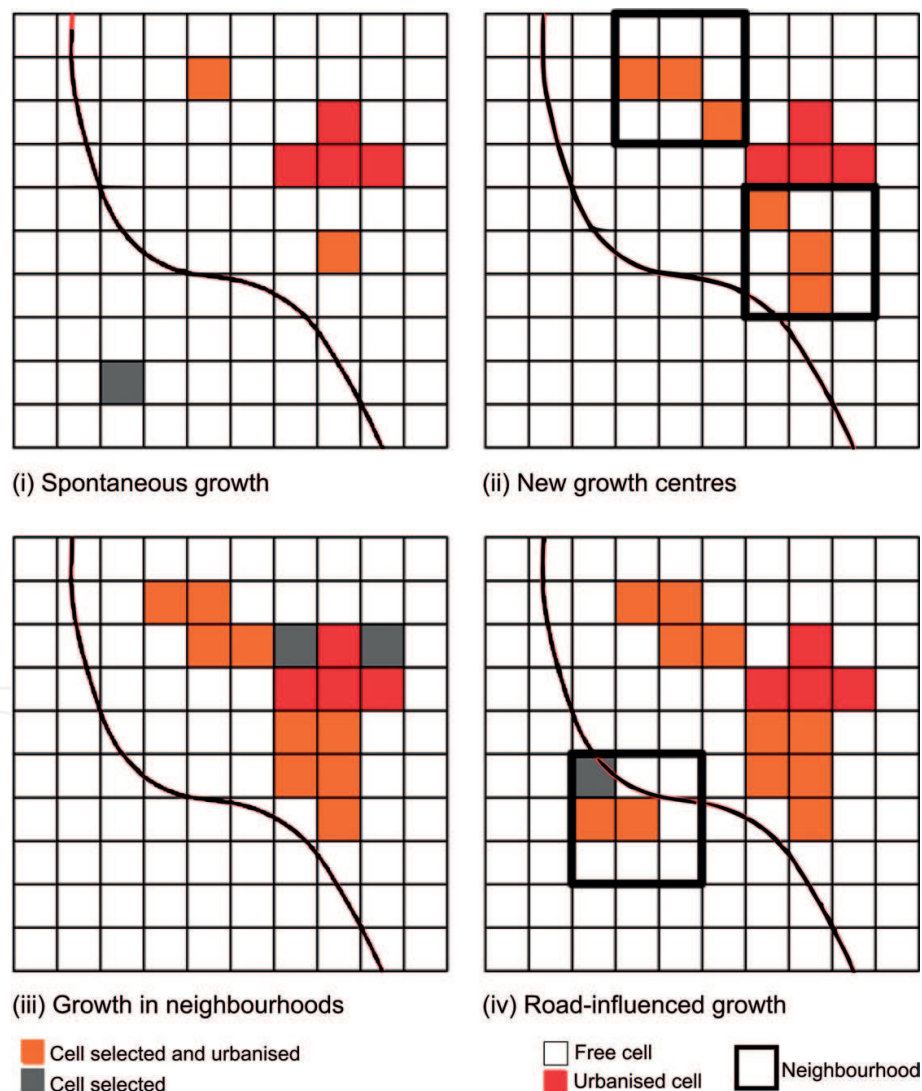 (i) Spontaneous growth
(ii) New growth centres
(iii) Growth in neighbourhoods
(iv) Road-influenced growth
Cell selected and urbanised
Cell selected
Free cell
Urbanised cell
Neighbourhood